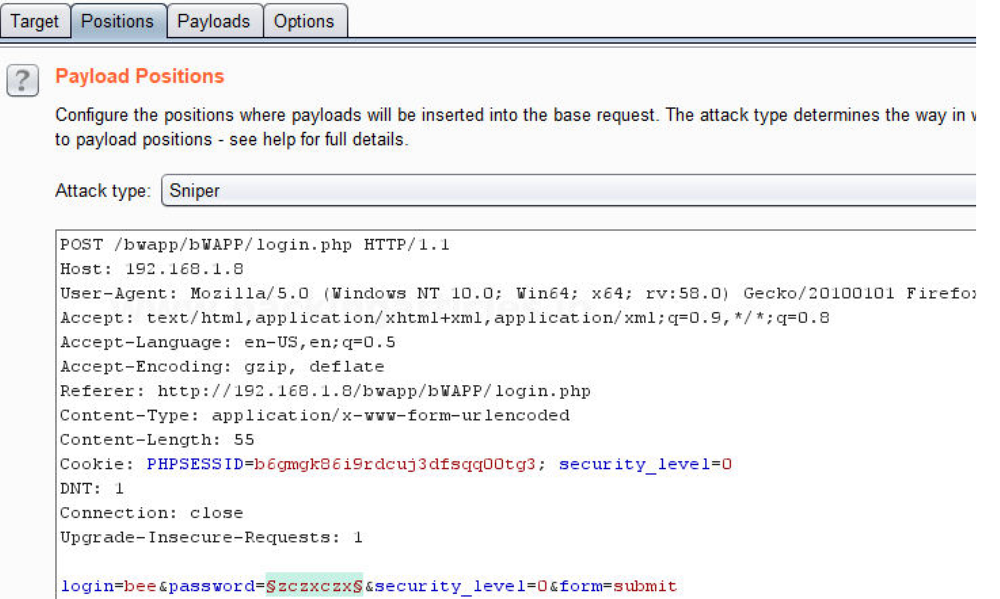 Target Positions Payloads Options
? Payload Positions
Configure the positions where payloads will be inserted into the base request. The attack type determines the way in
to payload positions - see help for full details.
Attack type: Sniper
POST /bwapp/bWAPP/login.php HTTP/1.1
Host: 192.168.1.8
User-Agent: Mozilla/5.0 (Windows NT 10.0; Win64; x64; rv:58.0) Gecko/20100101
Accept: text/html,application/xhtml+xml,application/xml;q=0.9,*/*;q=0.8
Accept-Language: en-US,en;q=0.5
Accept-Encoding: gzip, deflate
Referer: http://192.168.1.8/bwapp/bWAPP/login.php
Content-Type: application/x-www-form-urlencoded
Content-Length: 55
Cookie: PHPSESSID=b6gmgk86i9rdcuj3dfsqq00tg3; security_level=0
DNT: 1
Connection: close
Upgrade-Insecure-Requests: 1
login=bee&password=§zczxczx§&security_level=0&form=submit